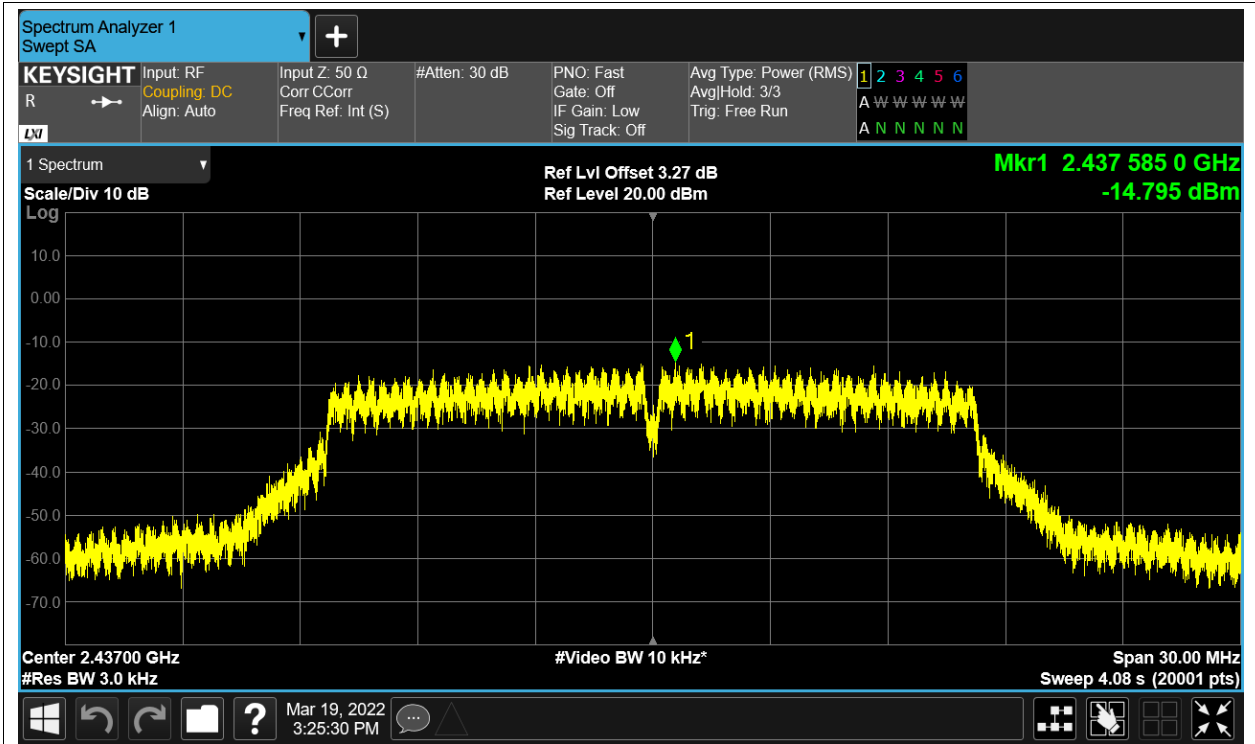 Spectrum Analyzer 1
Swept SA
KEYSIGHT
R
LXI
Input: RF
Coupling: DC
Align: Auto
Input Z: 50 Ω
Corr CCorr
Freq Ref: Int (S)
#Atten: 30 dB
PNO: Fast
Gate: Off
IF Gain: Low
Sig Track: Off
Avg Type: Power (RMS)
Avg|Hold: 3/3
Trig: Free Run
1 2 3 4 5 6
A W W W W W
A N N N N N
1 Spectrum
Scale/Div 10 dB
Log
Ref Lvl Offset 3.27 dB
Ref Level 20.00 dBm
Mkr1 2.437 585 0 GHz
-14.795 dBm
10.0
0.00
-10.0
1
-20.0
-30.0
-40.0
-50.0
-60.0
-70.0
Center 2.43700 GHz
#Res BW 3.0 kHz
#Video BW 10 kHz*
Span 30.00 MHz
Sweep 4.08 s (20001 pts)
?
Mar 19, 2022
3:25:30 PM